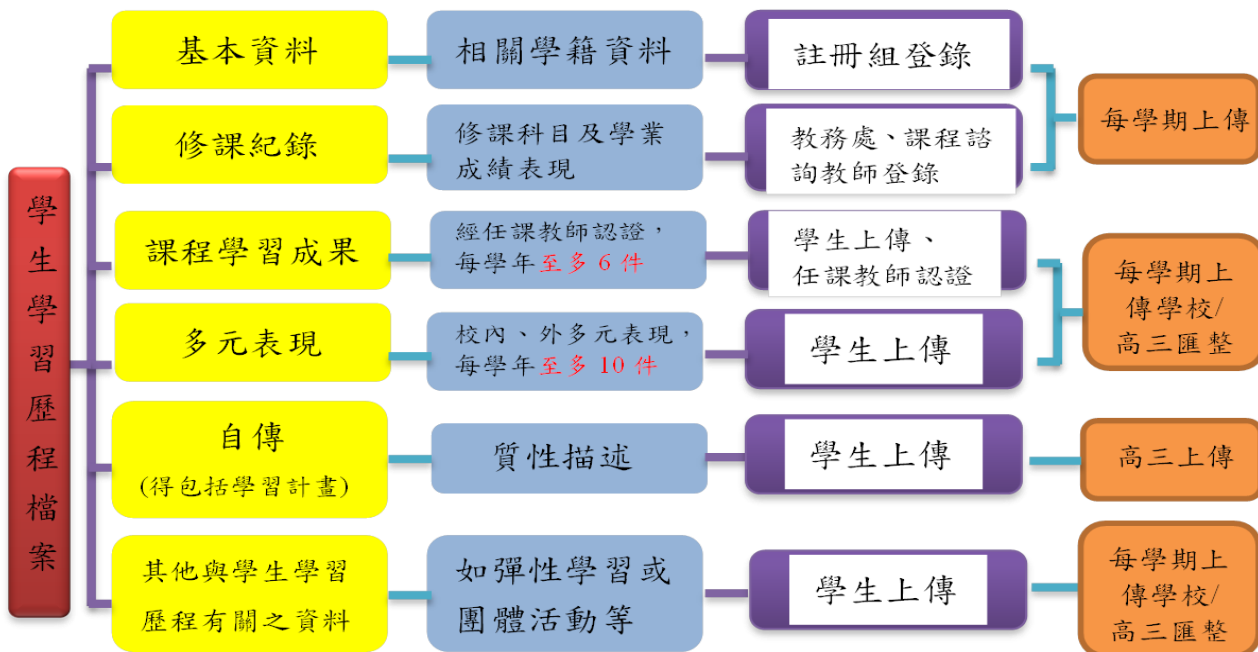 學生學習歷程檔案
基本資料
相關學籍資料
註冊組登錄
每學期上傳
修課紀錄
修課科目及學業
成績表現
教務處、課程諮
詢教師登錄
課程學習成果
經任課教師認證，
每學年至多 6 件
學生上傳、
任課教師認證
每學期上
傳學校/
高三匯整
多元表現
校內、外多元表現，
每學年至多 10 件
學生上傳
自傳
(得包括學習計畫)
質性描述
學生上傳
高三上傳
其他與學生學習
歷程有關之資料
如彈性學習或
團體活動等
學生上傳
每學期上
傳學校/
高三匯整